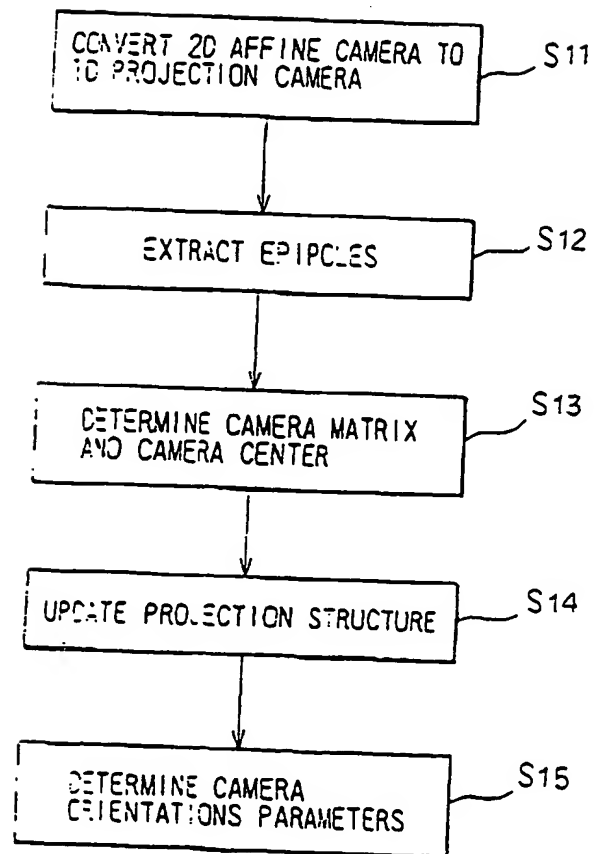 CONVERT 2D AFFINE CAMERA TO
1D PROJECTION CAMERA
S11
EXTRACT EPIPOLES
S12
DETERMINE CAMERA MATRIX
AND CAMERA CENTER
S13
UPDATE PROJECTION STRUCTURE
S14
DETERMINE CAMERA
ORIENTATIONS PARAMETERS
S15